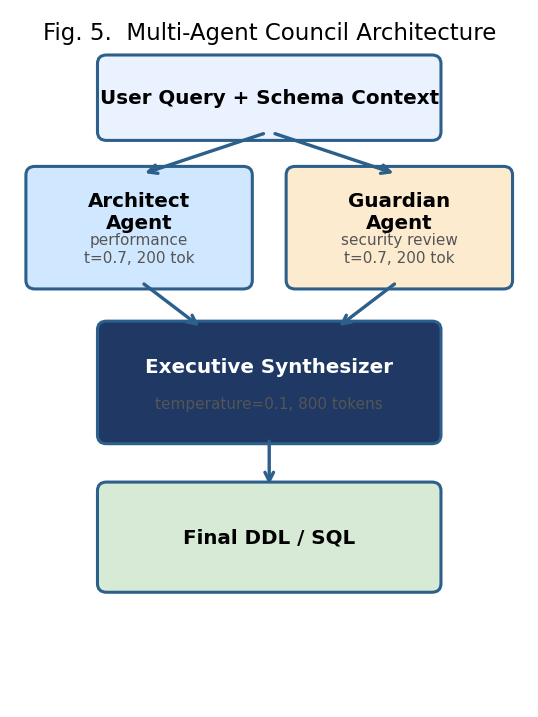 Fig. 5.  Multi-Agent Council Architecture
User Query + Schema Context
Architect
Agent
performance
t=0.7, 200 tok
Guardian
Agent
security review
t=0.7, 200 tok
Executive Synthesizer
temperature=0.1, 800 tokens
Final DDL / SQL